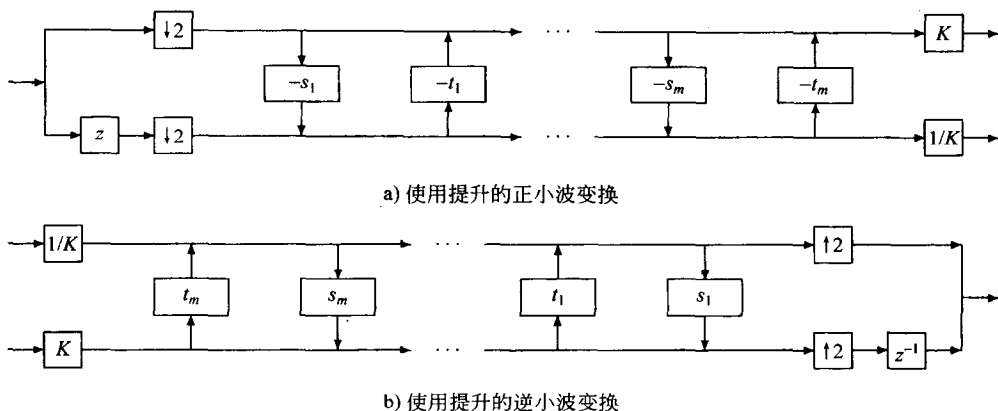 ↓2 K
−s₁ −t₁ ··· −sₘ −tₘ
z ↓2 ··· 1/K
a) 使用提升的正小波变换
1/K ··· ↑2
tₘ sₘ t₁ s₁
K ··· ↑2 z⁻¹
b) 使用提升的逆小波变换